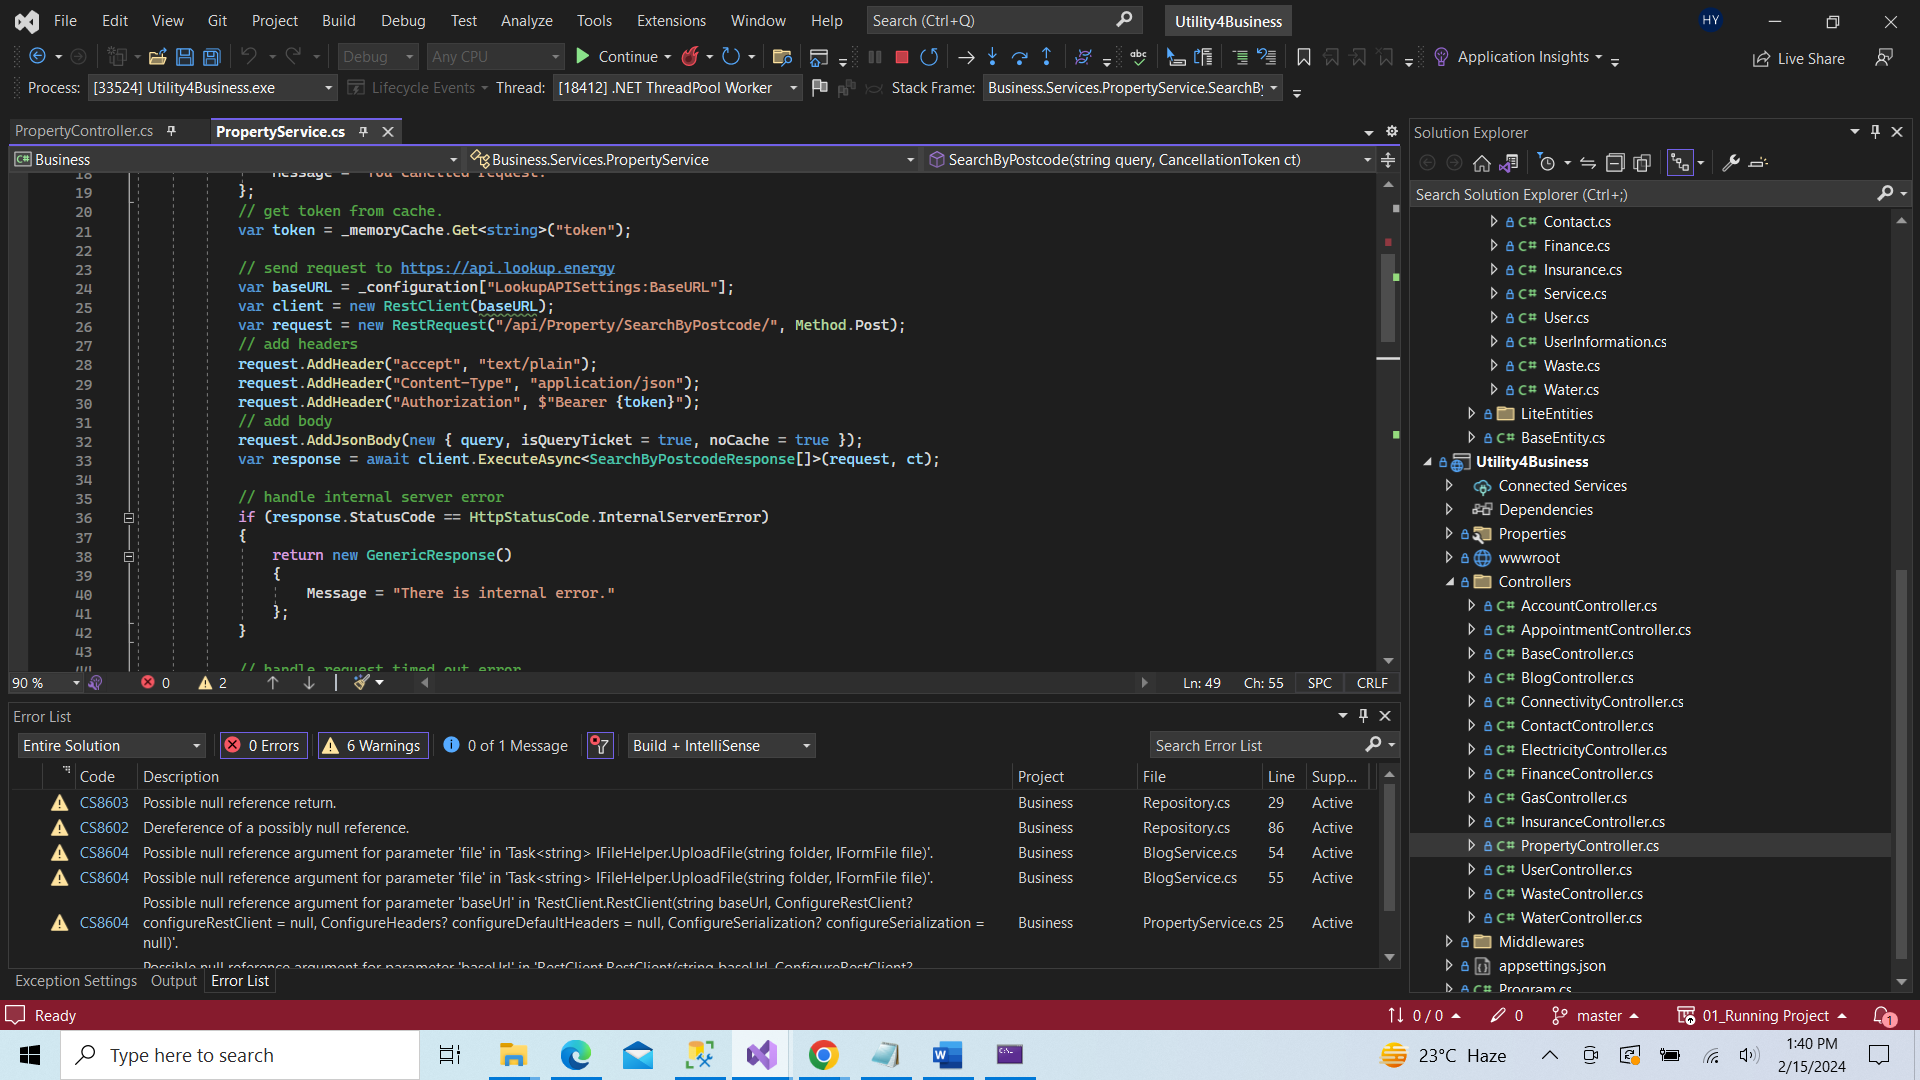 File Edit View Git Project Build Debug Test Analyze Tools Extensions Window Help Search (Ctrl+Q) Utility4Business HY
Debug Any CPU Continue Application Insights Live Share
Process: [33524] Utility4Business.exe Lifecycle Events Thread: [18412] .NET ThreadPool Worker Stack Frame: Business.Services.PropertyService.SearchBy
PropertyController.cs PropertyService.cs
Business Business.Services.PropertyService SearchByPostcode(string query, CancellationToken ct)
18 Message = "You cancelled request."
19 };
20 // get token from cache.
21 var token = _memoryCache.Get<string>("token");
22
23 // send request to https://api.lookup.energy
24 var baseURL = _configuration["LookupAPISettings:BaseURL"];
25 var client = new RestClient(baseURL);
26 var request = new RestRequest("/api/Property/SearchByPostcode/", Method.Post);
27 // add headers
28 request.AddHeader("accept", "text/plain");
29 request.AddHeader("Content-Type", "application/json");
30 request.AddHeader("Authorization", $"Bearer {token}");
31 // add body
32 request.AddJsonBody(new { query, isQueryTicket = true, noCache = true });
33 var response = await client.ExecuteAsync<SearchByPostcodeResponse[]>(request, ct);
34
35 // handle internal server error
36 if (response.StatusCode == HttpStatusCode.InternalServerError)
37 {
38 return new GenericResponse()
39 {
40 Message = "There is internal error."
41 };
42 }
43
44 // handle request timed out error
90 % 0 2 Ln: 49 Ch: 55 SPC CRLF
Error List
Entire Solution 0 Errors 6 Warnings 0 of 1 Message Build + IntelliSense Search Error List
Code Description Project File Line Supp...
CS8603 Possible null reference return. Business Repository.cs 29 Active
CS8602 Dereference of a possibly null reference. Business Repository.cs 86 Active
CS8604 Possible null reference argument for parameter 'file' in 'Task<string> IFileHelper.UploadFile(string folder, IFormFile file)'. Business BlogService.cs 54 Active
CS8604 Possible null reference argument for parameter 'file' in 'Task<string> IFileHelper.UploadFile(string folder, IFormFile file)'. Business BlogService.cs 55 Active
Possible null reference argument for parameter 'baseUrl' in 'RestClient.RestClient(string baseUrl, ConfigureRestClient?
CS8604 configureRestClient = null, ConfigureHeaders? configureDefaultHeaders = null, ConfigureSerialization? configureSerialization = Business PropertyService.cs 25 Active
null)'.
Possible null reference argument for parameter 'baseUrl' in 'RestClient.RestClient(string baseUrl, ConfigureRestClient?
Exception Settings Output Error List
Solution Explorer
Search Solution Explorer (Ctrl+;)
C# Contact.cs
C# Finance.cs
C# Insurance.cs
C# Service.cs
C# User.cs
C# UserInformation.cs
C# Waste.cs
C# Water.cs
LiteEntities
C# BaseEntity.cs
Utility4Business
Connected Services
Dependencies
Properties
wwwroot
Controllers
C# AccountController.cs
C# AppointmentController.cs
C# BaseController.cs
C# BlogController.cs
C# ConnectivityController.cs
C# ContactController.cs
C# ElectricityController.cs
C# FinanceController.cs
C# GasController.cs
C# InsuranceController.cs
C# PropertyController.cs
C# UserController.cs
C# WasteController.cs
C# WaterController.cs
Middlewares
appsettings.json
C# Program.cs
Ready 0 / 0 0 master 01_Running Project 1
Type here to search 23°C Haze 1:40 PM
2/15/2024